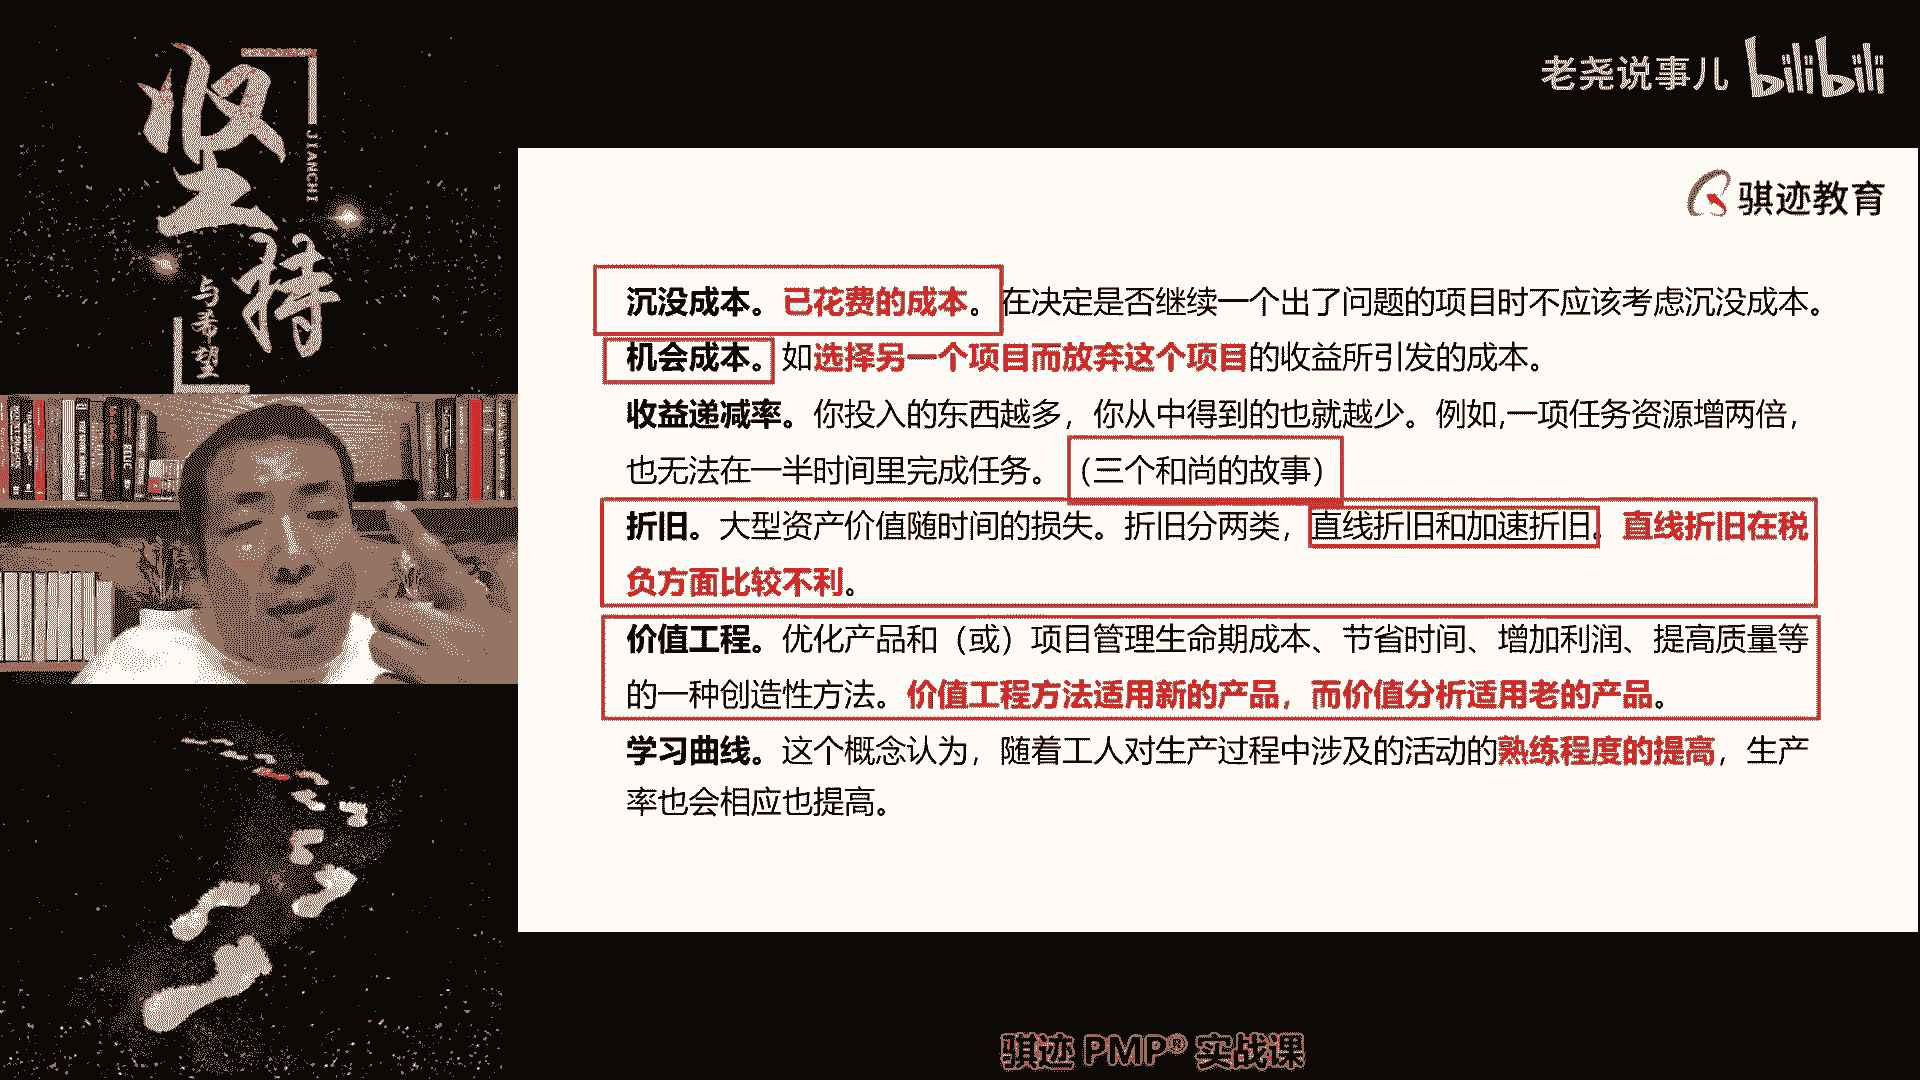 坚持
JIANCHI
与希望
老尧说事儿 bilibili
骐迹教育
沉没成本。已花费的成本。在决定是否继续一个出了问题的项目时不应该考虑沉没成本。
机会成本。如选择另一个项目而放弃这个项目的收益所引发的成本。
收益递减率。你投入的东西越多，你从中得到的也就越少。例如,一项任务资源增两倍，
也无法在一半时间里完成任务。（三个和尚的故事）
折旧。大型资产价值随时间的损失。折旧分两类，直线折旧和加速折旧。直线折旧在税
负方面比较不利。
价值工程。优化产品和（或）项目管理生命期成本、节省时间、增加利润、提高质量等
的一种创造性方法。价值工程方法适用新的产品，而价值分析适用老的产品。
学习曲线。这个概念认为，随着工人对生产过程中涉及的活动的熟练程度的提高，生产
率也会相应也提高。
骐迹 PMP® 实战课